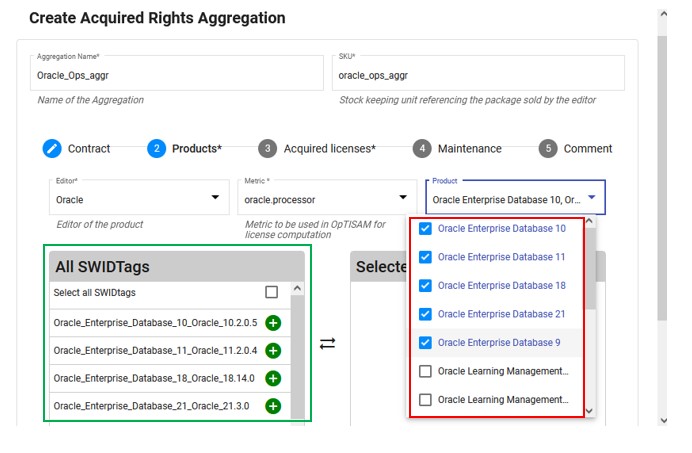 Create Acquired Rights Aggregation
Aggregation Name*
Oracle_Ops_aggr
Name of the Aggregation
SKU*
oracle_ops_aggr
Stock keeping unit referencing the package sold by the editor
Contract
2 Products*
3 Acquired licenses*
4 Maintenance
5 Comment
Editor*
Oracle
Editor of the product
Metric *
oracle.processor
Metric to be used in OpTISAM for
license computation
Product
Oracle Enterprise Database 10, Or...
Oracle Enterprise Database 10
Oracle Enterprise Database 11
Oracle Enterprise Database 18
Oracle Enterprise Database 21
Oracle Enterprise Database 9
Oracle Learning Management...
Oracle Learning Management...
All SWIDTags
Select all SWIDtags
Oracle_Enterprise_Database_10_Oracle_10.2.0.5
Oracle_Enterprise_Database_11_Oracle_11.2.0.4
Oracle_Enterprise_Database_18_Oracle_18.14.0
Oracle_Enterprise_Database_21_Oracle_21.3.0
Selecte